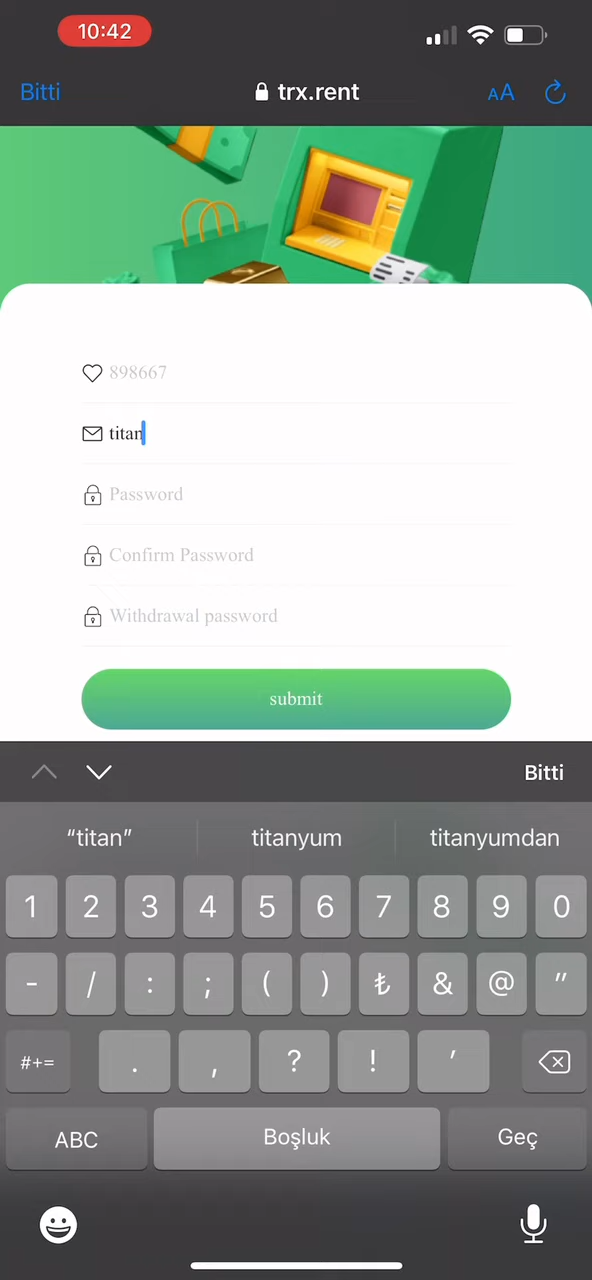 10:42
Bitti
trx.rent
AA
898667
titan
Password
Confirm Password
Withdrawal password
submit
Bitti
“titan”
titanyum
titanyumdan
1 2 3 4 5 6 7 8 9 0
- / : ; ( ) ₺ & @ "
#+= . , ? ! ’
ABC
Boşluk
Geç